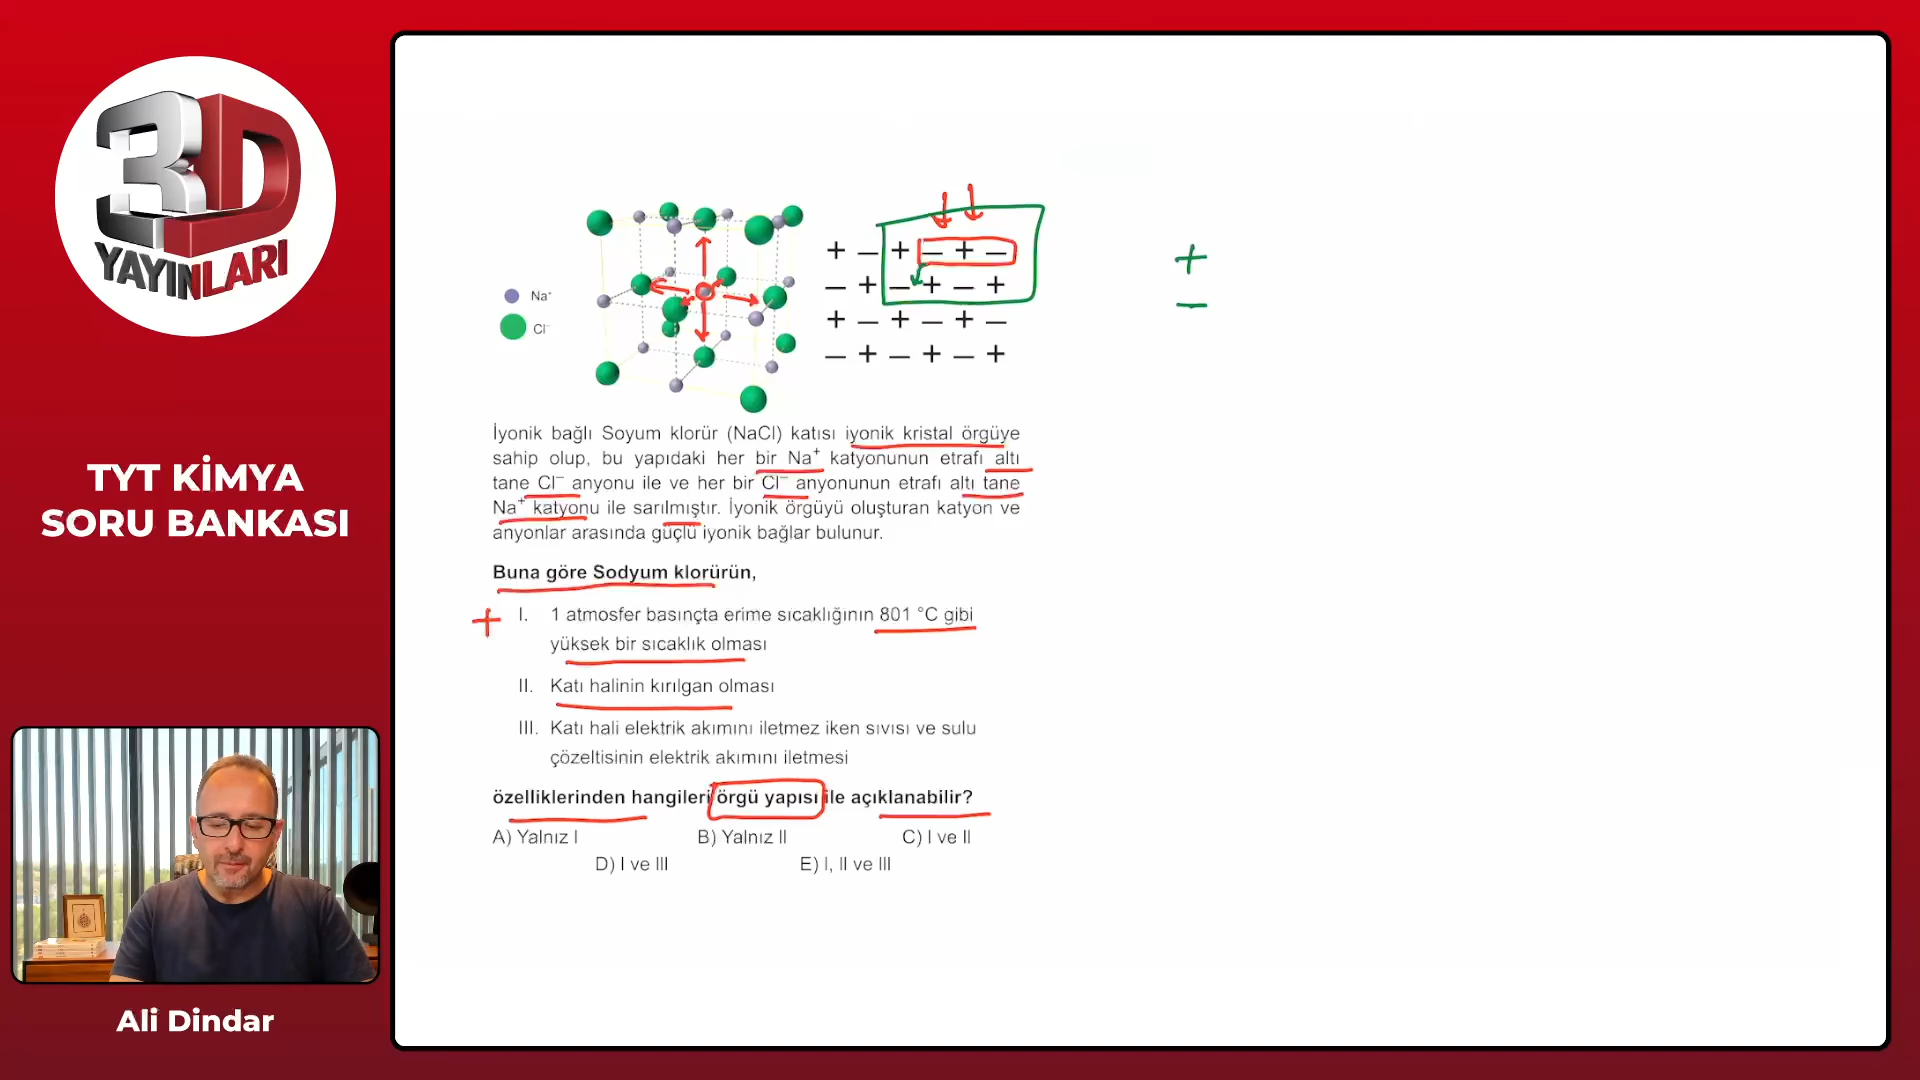 3D
YAYINLARI
TYT KİMYA
SORU BANKASI
Ali Dindar
Na+
Cl−
+ − + − + −
− + − + − +
+ − + − + −
− + − + − +
+
−
İyonik bağlı Soyum klorür (NaCl) katısı iyonik kristal örgüye
sahip olup, bu yapıdaki her bir Na+ katyonunun etrafı altı
tane Cl− anyonu ile ve her bir Cl− anyonunun etrafı altı tane
Na+ katyonu ile sarılmıştır. İyonik örgüyü oluşturan katyon ve
anyonlar arasında güçlü iyonik bağlar bulunur.
Buna göre Sodyum klorürün,
+ I. 1 atmosfer basınçta erime sıcaklığının 801 °C gibi
yüksek bir sıcaklık olması
II. Katı halinin kırılgan olması
III. Katı hali elektrik akımını iletmez iken sıvısı ve sulu
çözeltisinin elektrik akımını iletmesi
özelliklerinden hangileri örgü yapısı ile açıklanabilir?
A) Yalnız I B) Yalnız II C) I ve II
D) I ve III E) I, II ve III